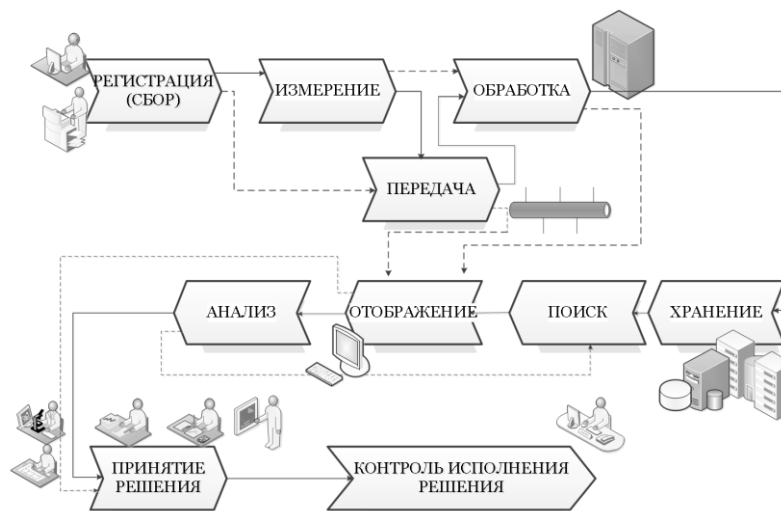 РЕГИСТРАЦИЯ
(СБОР)
ИЗМЕРЕНИЕ
ОБРАБОТКА
ПЕРЕДАЧА
АНАЛИЗ
ОТОБРАЖЕНИЕ
ПОИСК
ХРАНЕНИЕ
ПРИНЯТИЕ
РЕШЕНИЯ
КОНТРОЛЬ ИСПОЛНЕНИЯ
РЕШЕНИЯ